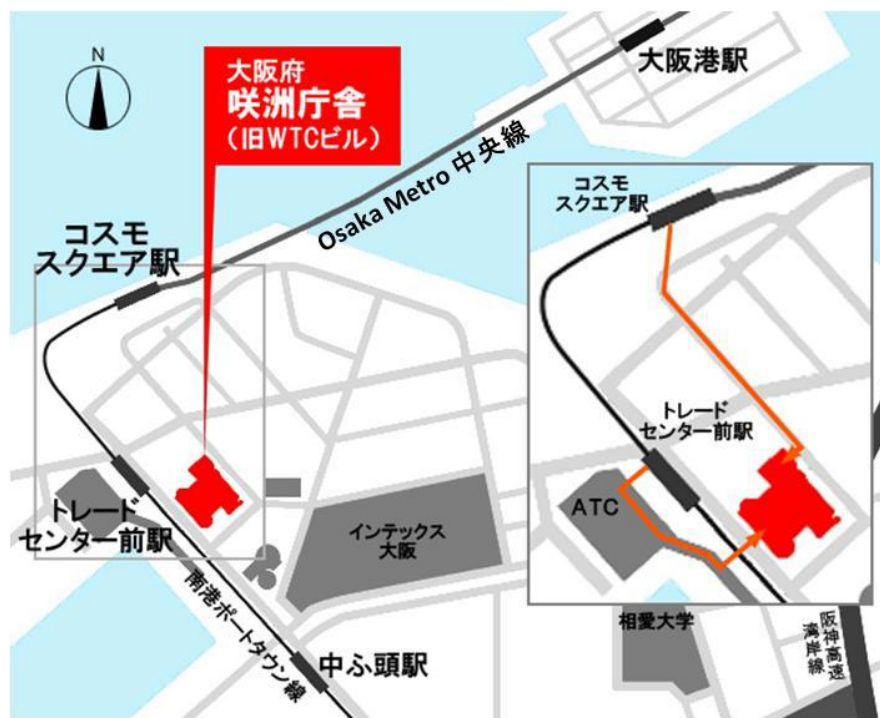 N
大阪府
咲洲庁舎
(旧WTCビル)
大阪港駅
Osaka Metro 中央線
コスモ
スクエア駅
トレード
センター前駅
インテックス
大阪
南港ポートタウン線
中ふ頭駅
コスモ
スクエア駅
トレード
センター前駅
ATC
相愛大学
阪神高速
湾岸線